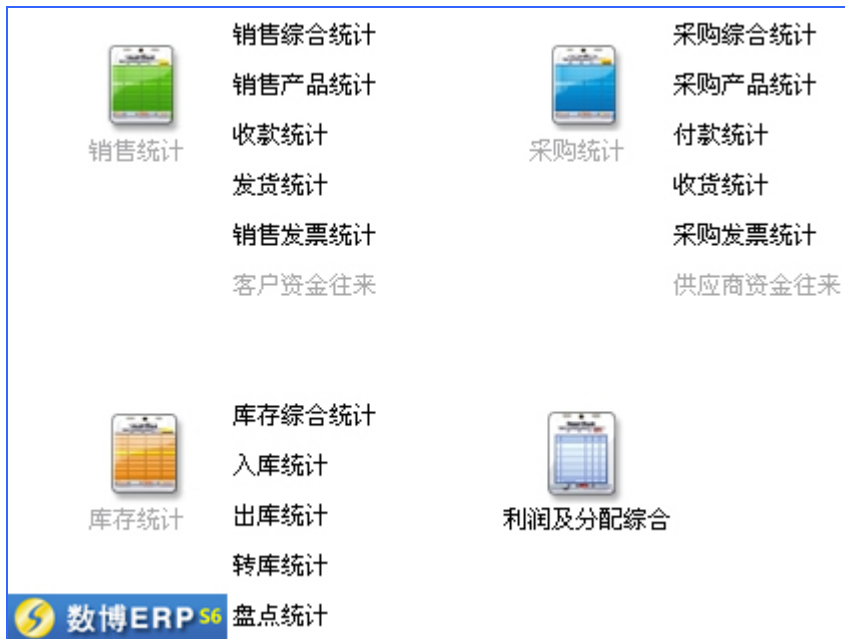 销售综合统计
销售产品统计
收款统计
发货统计
销售发票统计
客户资金往来
销售统计
采购综合统计
采购产品统计
付款统计
收货统计
采购发票统计
供应商资金往来
采购统计
库存综合统计
入库统计
出库统计
转库统计
盘点统计
库存统计
利润及分配综合
数博ERP S6